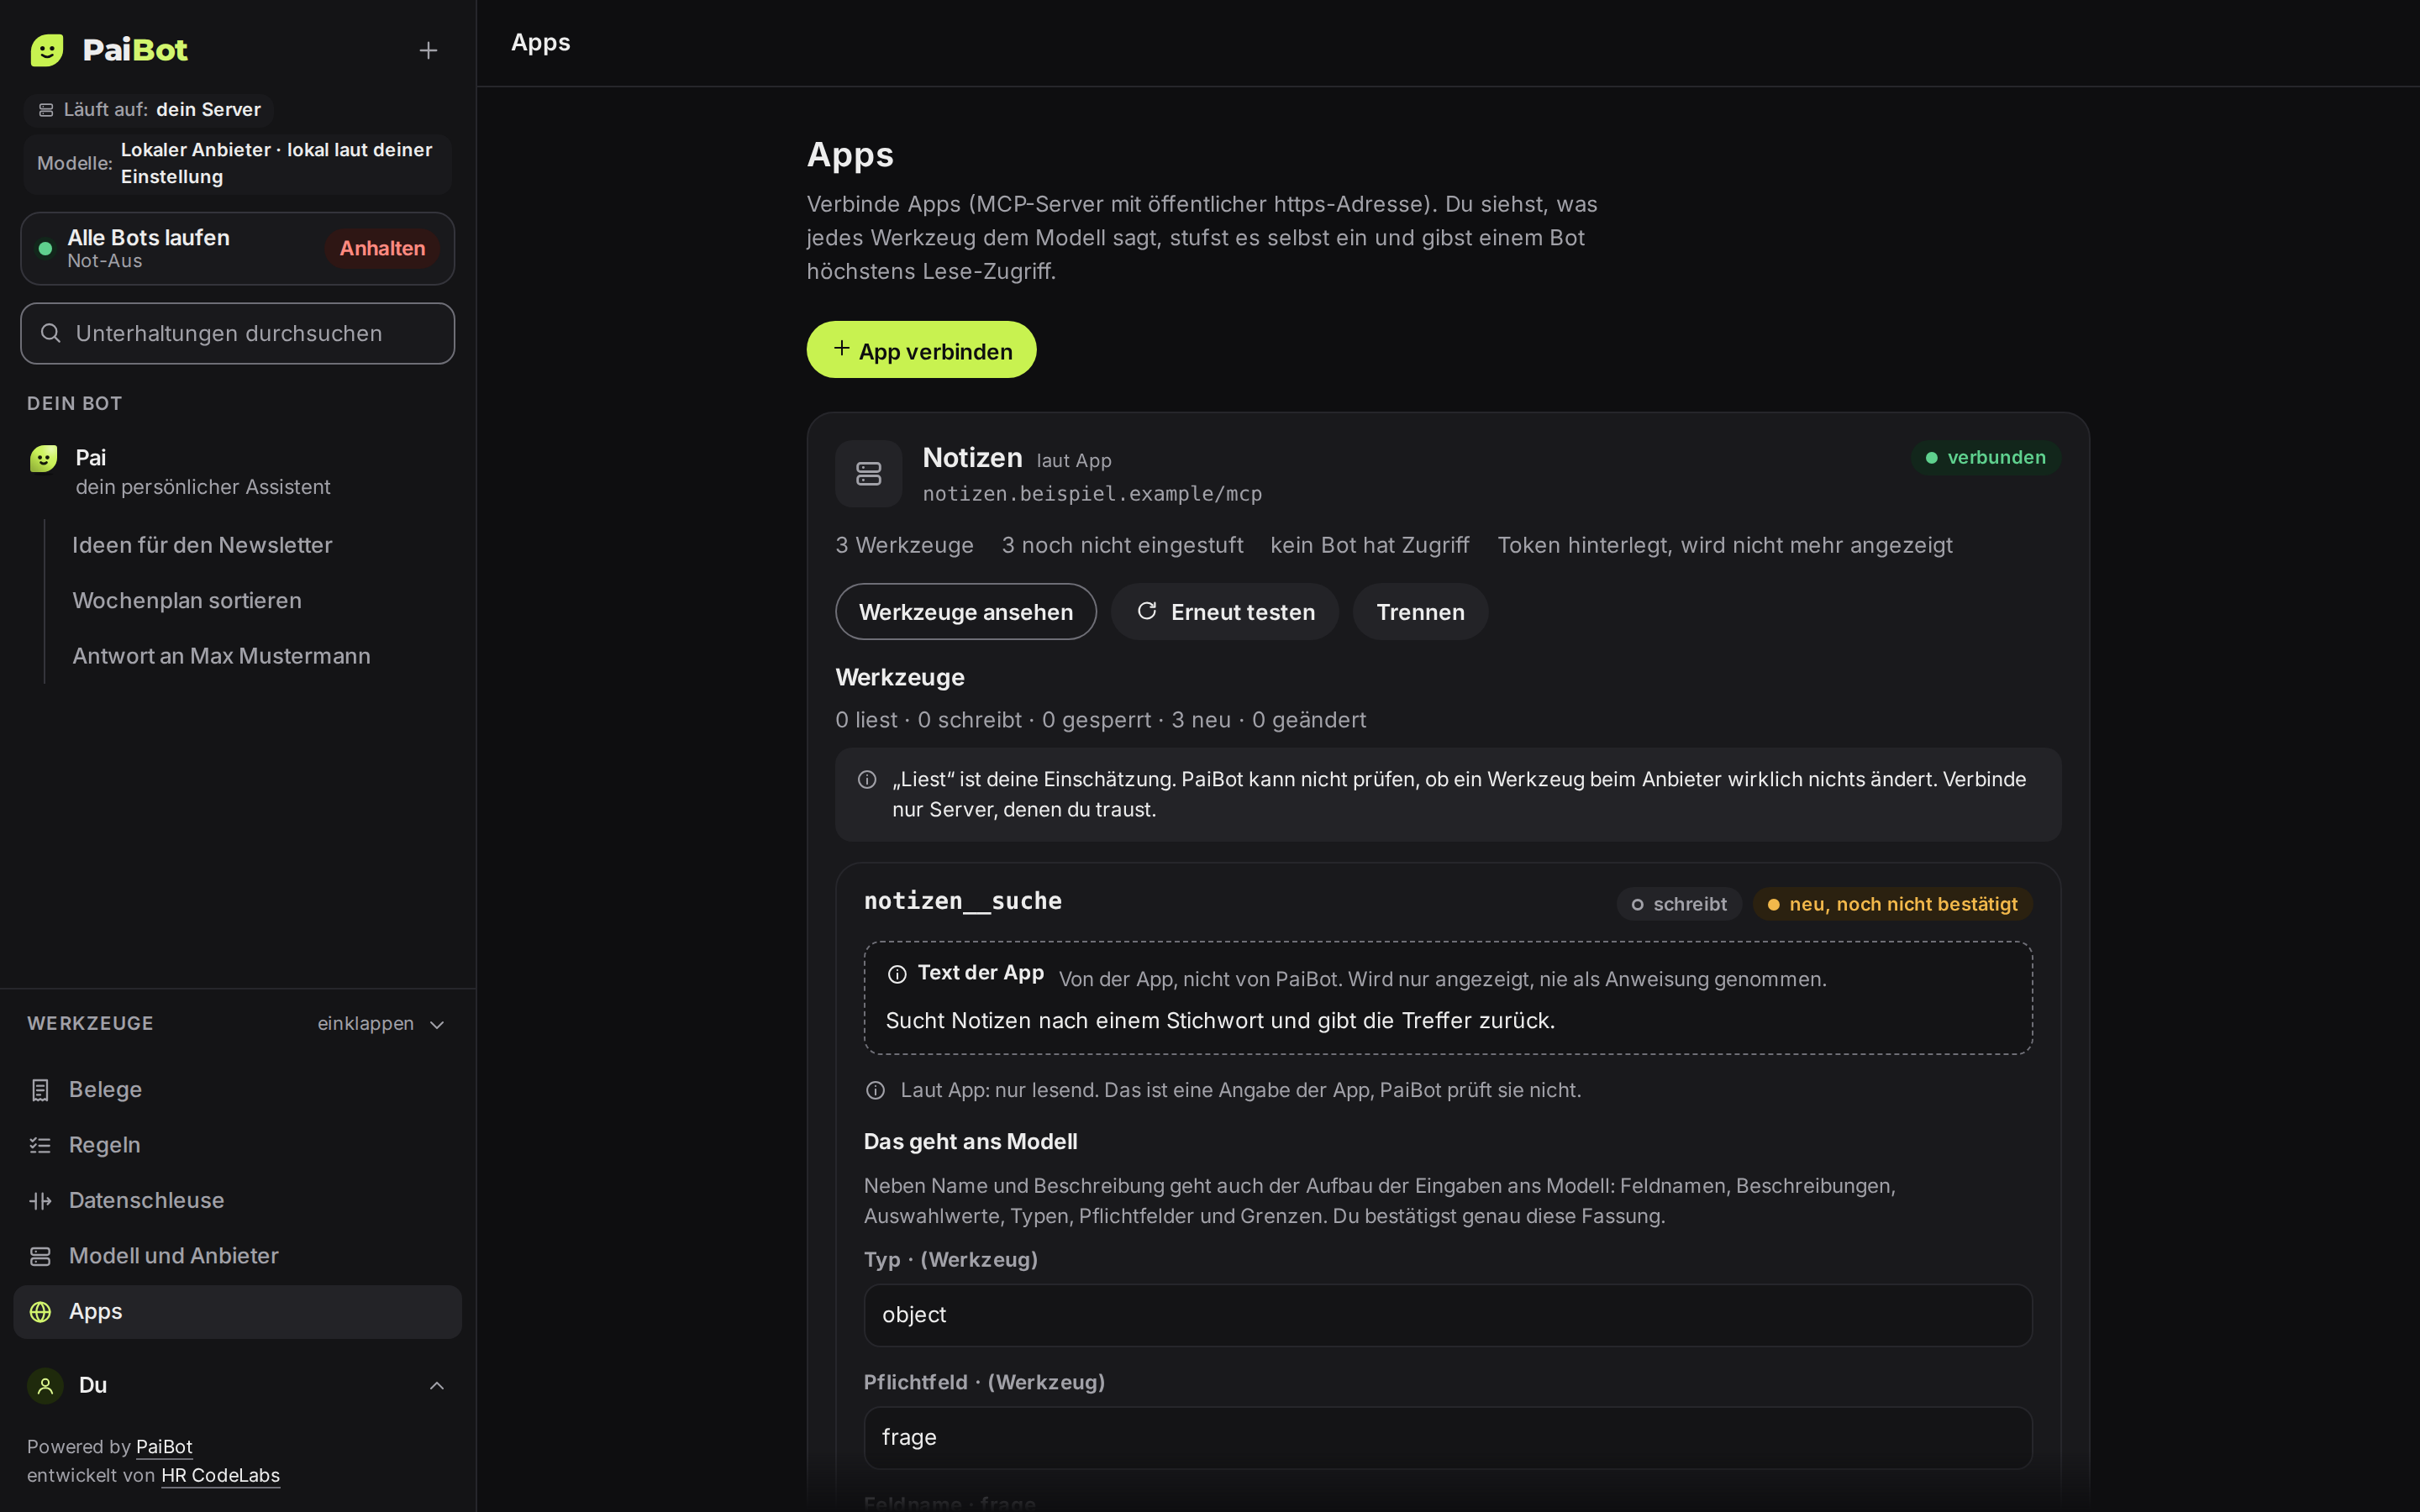 PaiBot
Läuft auf: dein Server
Modelle: Lokaler Anbieter · lokal laut deiner
Einstellung
Alle Bots laufen
Not-Aus
Anhalten
Unterhaltungen durchsuchen
DEIN BOT
Pai
dein persönlicher Assistent
Ideen für den Newsletter
Wochenplan sortieren
Antwort an Max Mustermann
WERKZEUGE
einklappen
Belege
Regeln
Datenschleuse
Modell und Anbieter
Apps
Du
Powered by PaiBot
entwickelt von HR CodeLabs
Apps
Apps
Verbinde Apps (MCP-Server mit öffentlicher https-Adresse). Du siehst, was
jedes Werkzeug dem Modell sagt, stufst es selbst ein und gibst einem Bot
höchstens Lese-Zugriff.
App verbinden
Notizen laut App
verbunden
notizen.beispiel.example/mcp
3 Werkzeuge 3 noch nicht eingestuft kein Bot hat Zugriff Token hinterlegt, wird nicht mehr angezeigt
Werkzeuge ansehen Erneut testen Trennen
Werkzeuge
0 liest · 0 schreibt · 0 gesperrt · 3 neu · 0 geändert
„Liest“ ist deine Einschätzung. PaiBot kann nicht prüfen, ob ein Werkzeug beim Anbieter wirklich nichts ändert. Verbinde
nur Server, denen du traust.
notizen__suche
schreibt neu, noch nicht bestätigt
Text der App Von der App, nicht von PaiBot. Wird nur angezeigt, nie als Anweisung genommen.
Sucht Notizen nach einem Stichwort und gibt die Treffer zurück.
Laut App: nur lesend. Das ist eine Angabe der App, PaiBot prüft sie nicht.
Das geht ans Modell
Neben Name und Beschreibung geht auch der Aufbau der Eingaben ans Modell: Feldnamen, Beschreibungen,
Auswahlwerte, Typen, Pflichtfelder und Grenzen. Du bestätigst genau diese Fassung.
Typ · (Werkzeug)
object
Pflichtfeld · (Werkzeug)
frage
Feldname · frage